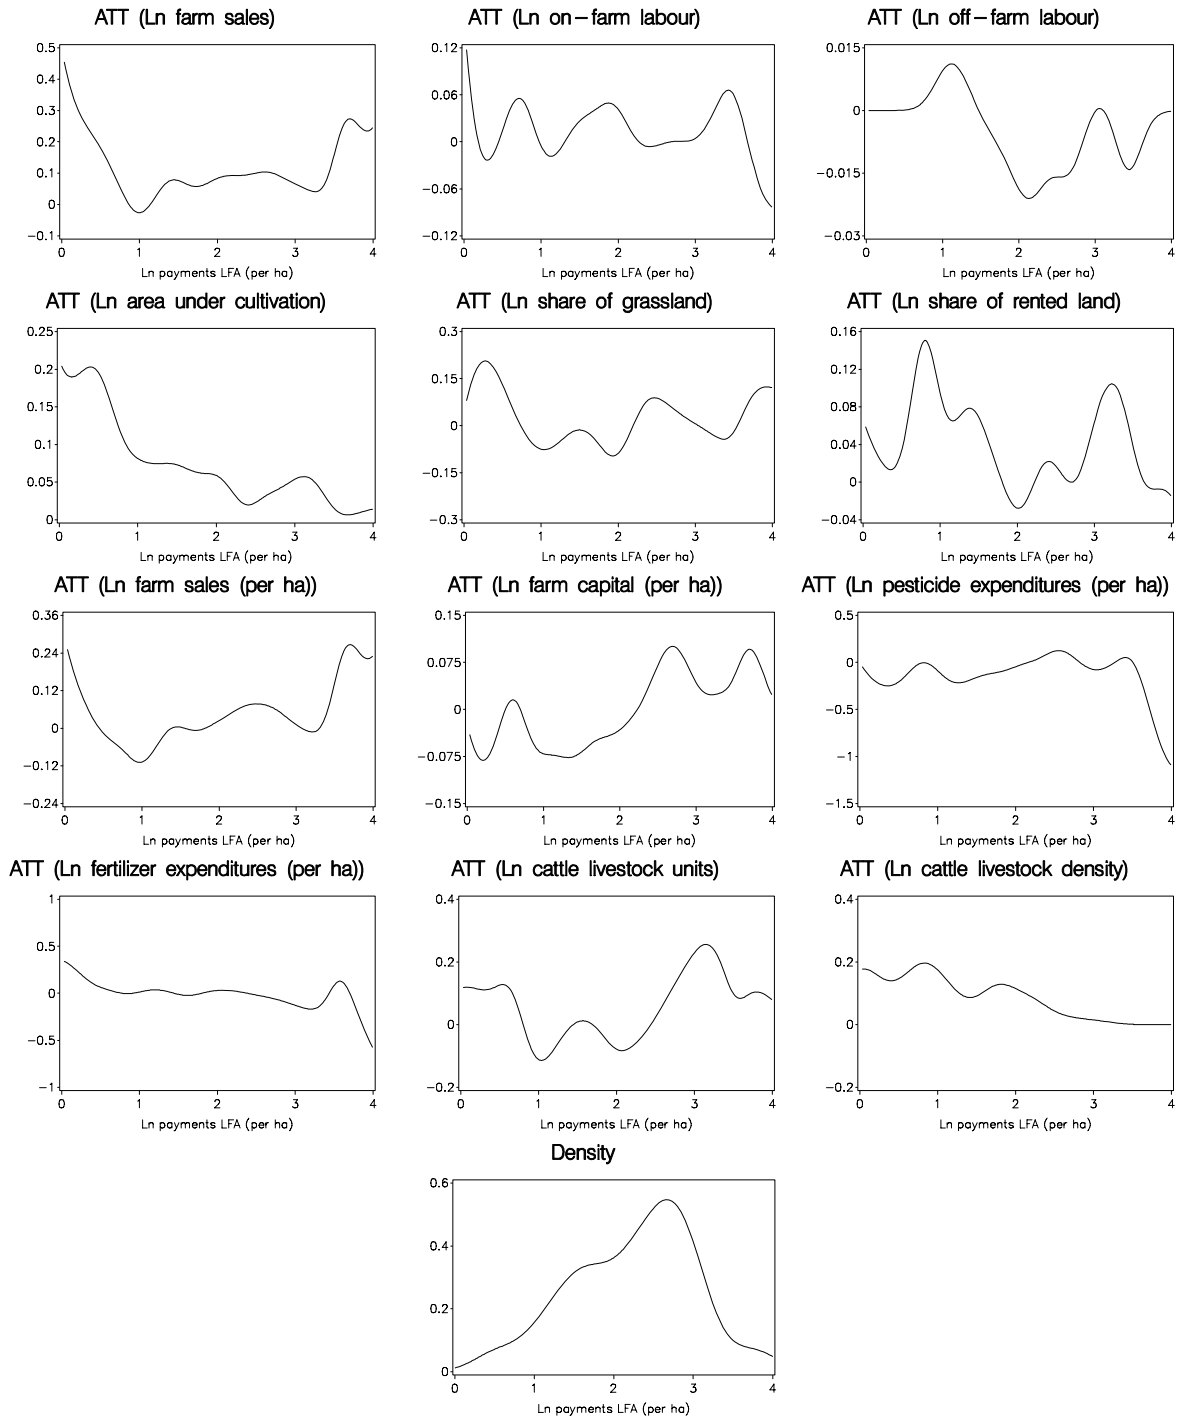 ATT (Ln farm sales)
0.5
0.4
0.3
0.2
0.1
0
−0.1
0 1 2 3 4
Ln payments LFA (per ha)
ATT (Ln on−farm labour)
0.12
0.06
0
−0.06
−0.12
0 1 2 3 4
Ln payments LFA (per ha)
ATT (Ln off−farm labour)
0.015
0
−0.015
−0.03
0 1 2 3 4
Ln payments LFA (per ha)
ATT (Ln area under cultivation)
0.25
0.2
0.15
0.1
0.05
0
0 1 2 3 4
Ln payments LFA (per ha)
ATT (Ln share of grassland)
0.3
0.15
0
−0.15
−0.3
0 1 2 3 4
Ln payments LFA (per ha)
ATT (Ln share of rented land)
0.16
0.12
0.08
0.04
0
−0.04
0 1 2 3 4
Ln payments LFA (per ha)
ATT (Ln farm sales (per ha))
0.36
0.24
0.12
0
−0.12
−0.24
0 1 2 3 4
Ln payments LFA (per ha)
ATT (Ln farm capital (per ha))
0.15
0.075
0
−0.075
−0.15
0 1 2 3 4
Ln payments LFA (per ha)
ATT (Ln pesticide expenditures (per ha))
0.5
0
−0.5
−1
−1.5
0 1 2 3 4
Ln payments LFA (per ha)
ATT (Ln fertilizer expenditures (per ha))
1
0.5
0
−0.5
−1
0 1 2 3 4
Ln payments LFA (per ha)
ATT (Ln cattle livestock units)
0.4
0.2
0
−0.2
0 1 2 3 4
Ln payments LFA (per ha)
ATT (Ln cattle livestock density)
0.4
0.2
0
−0.2
0 1 2 3 4
Ln payments LFA (per ha)
Density
0.6
0.4
0.2
0
0 1 2 3 4
Ln payments LFA (per ha)